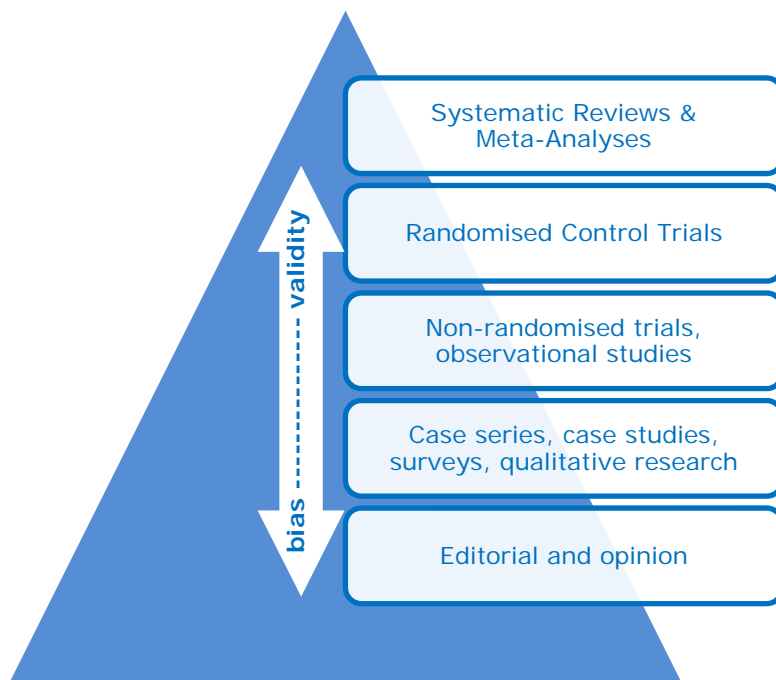 Systematic Reviews &
Meta-Analyses
Randomised Control Trials
Non-randomised trials,
observational studies
Case series, case studies,
surveys, qualitative research
Editorial and opinion
bias -------------- validity